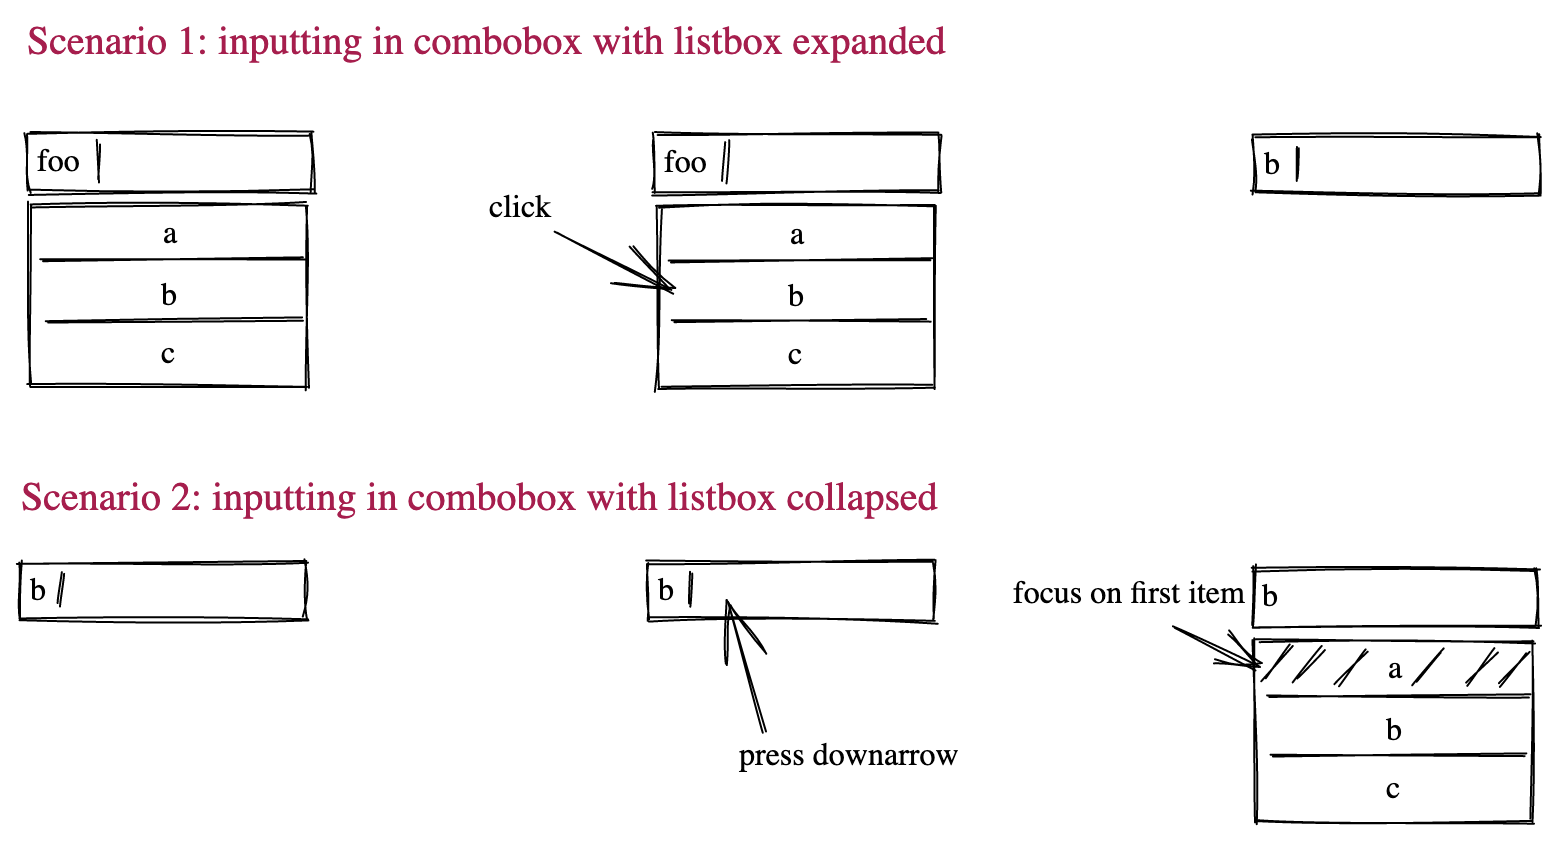 Scenario 1: inputting in combobox with listbox expanded
foo
a
b
c
click
foo
a
b
c
b
Scenario 2: inputting in combobox with listbox collapsed
b
b
press downarrow
focus on first item
b
a
b
c